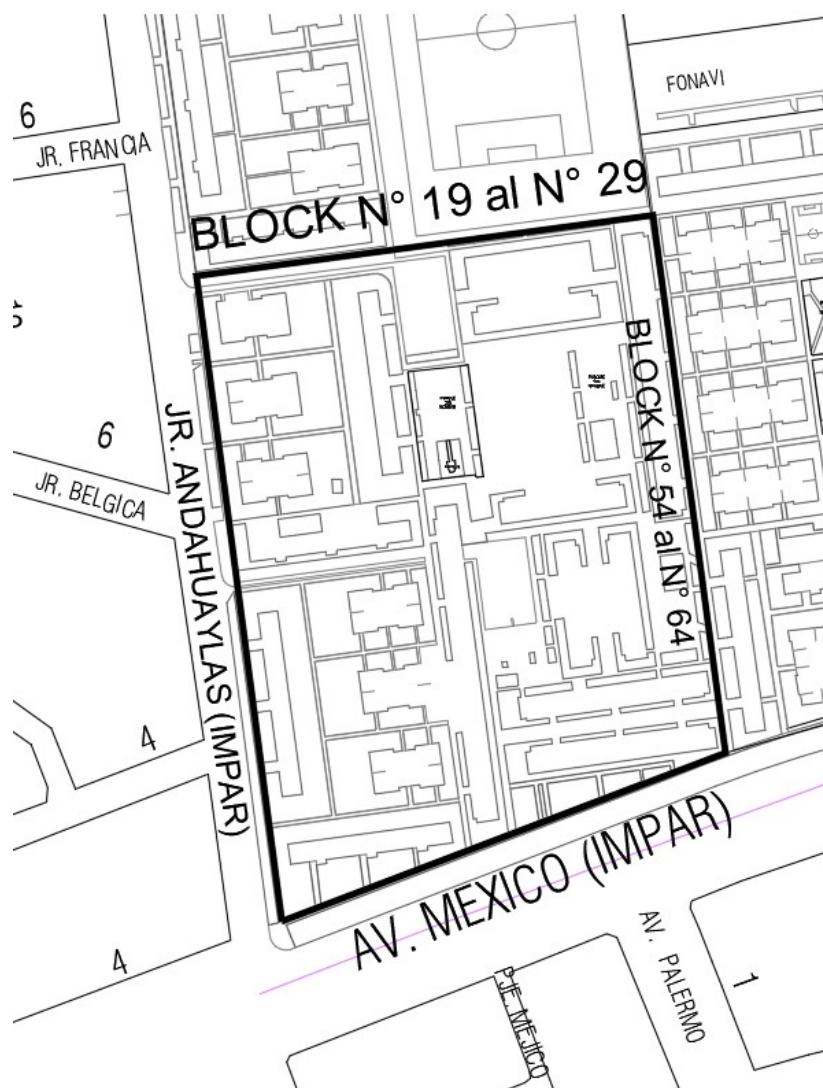 FONAVI
6
JR. FRANCIA
BLOCK N° 19 al N° 29
BLOCK N° 54 al N° 64
JR. ANDAHUAYLAS (IMPAR)
6
JR. BELGICA
4
AV. MEXICO (IMPAR)
4
AV. PALERMO
1
PJE. MEJICO